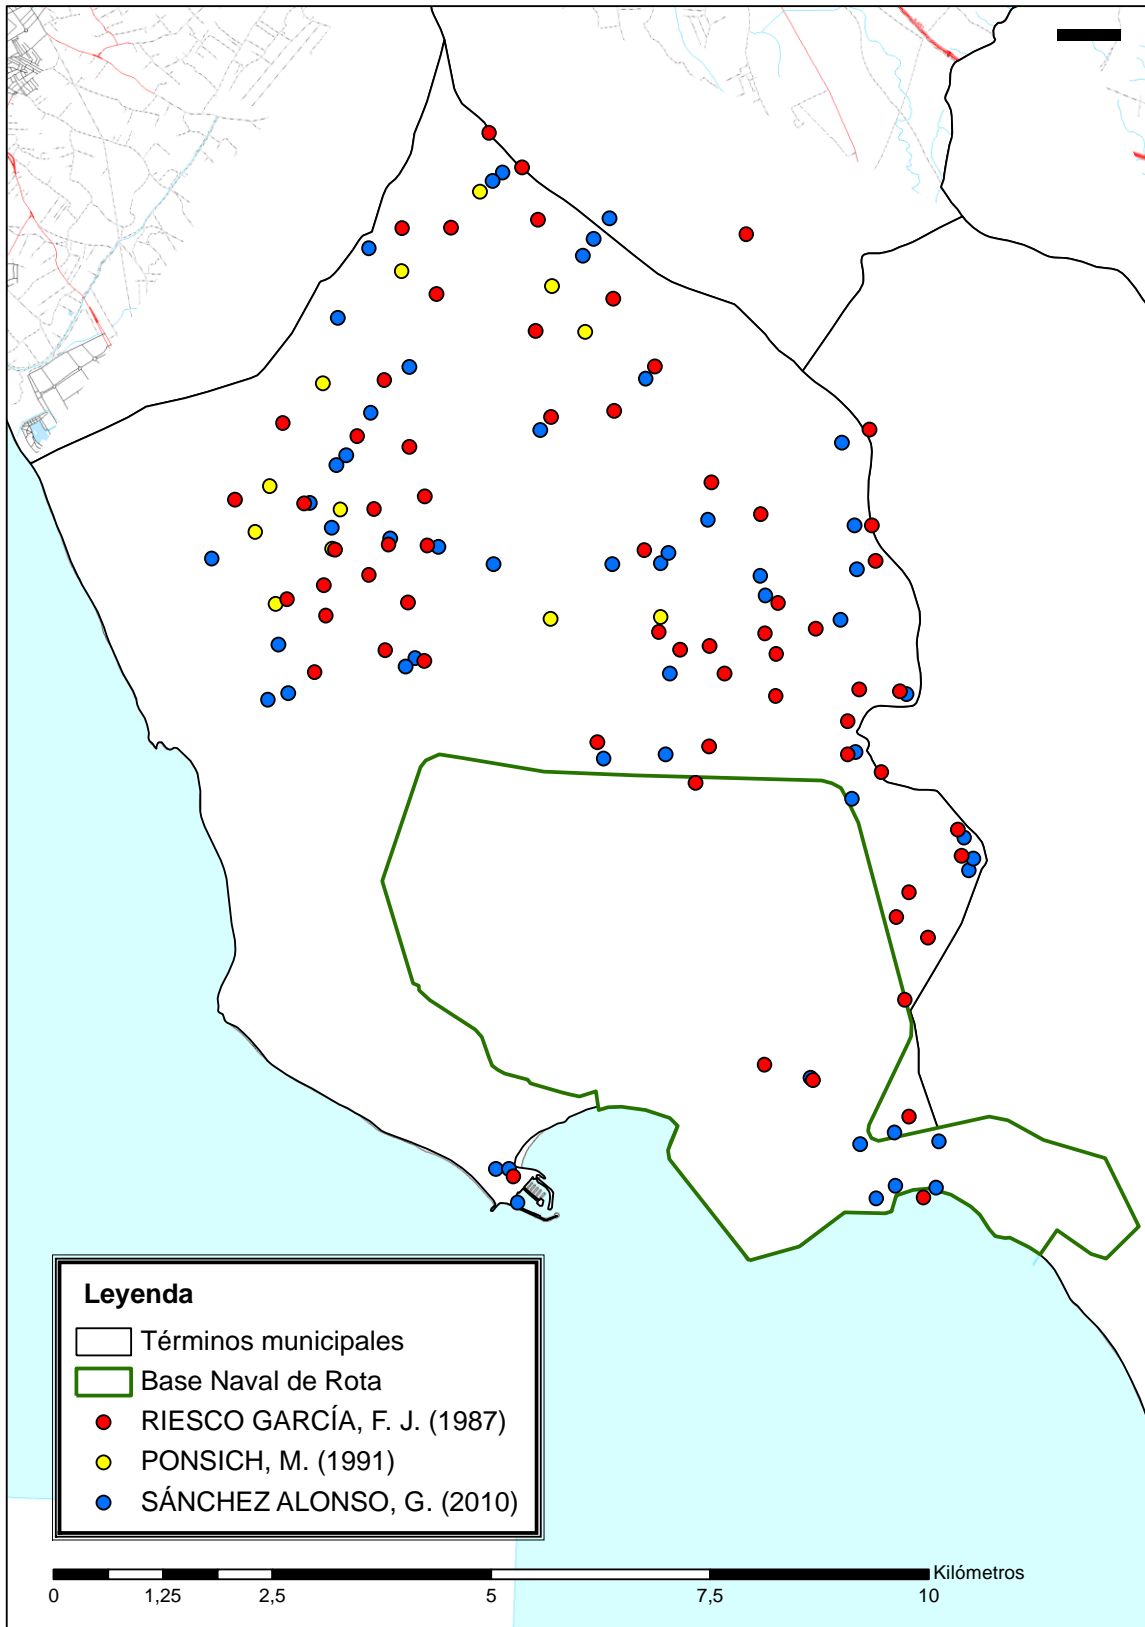 Leyenda
Términos municipales
Base Naval de Rota
RIESCO GARCÍA, F. J. (1987)
PONSICH, M. (1991)
SÁNCHEZ ALONSO, G. (2010)
Kilómetros
0 1,25 2,5 5 7,5 10